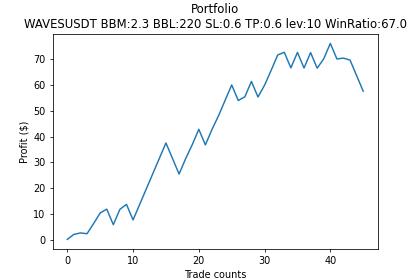 Portfolio
WAVESUSDT BBM:2.3 BBL:220 SL:0.6 TP:0.6 lev:10 WinRatio:67.0
Profit ($)
70
60
50
40
30
20
10
0
0 10 20 30 40
Trade counts